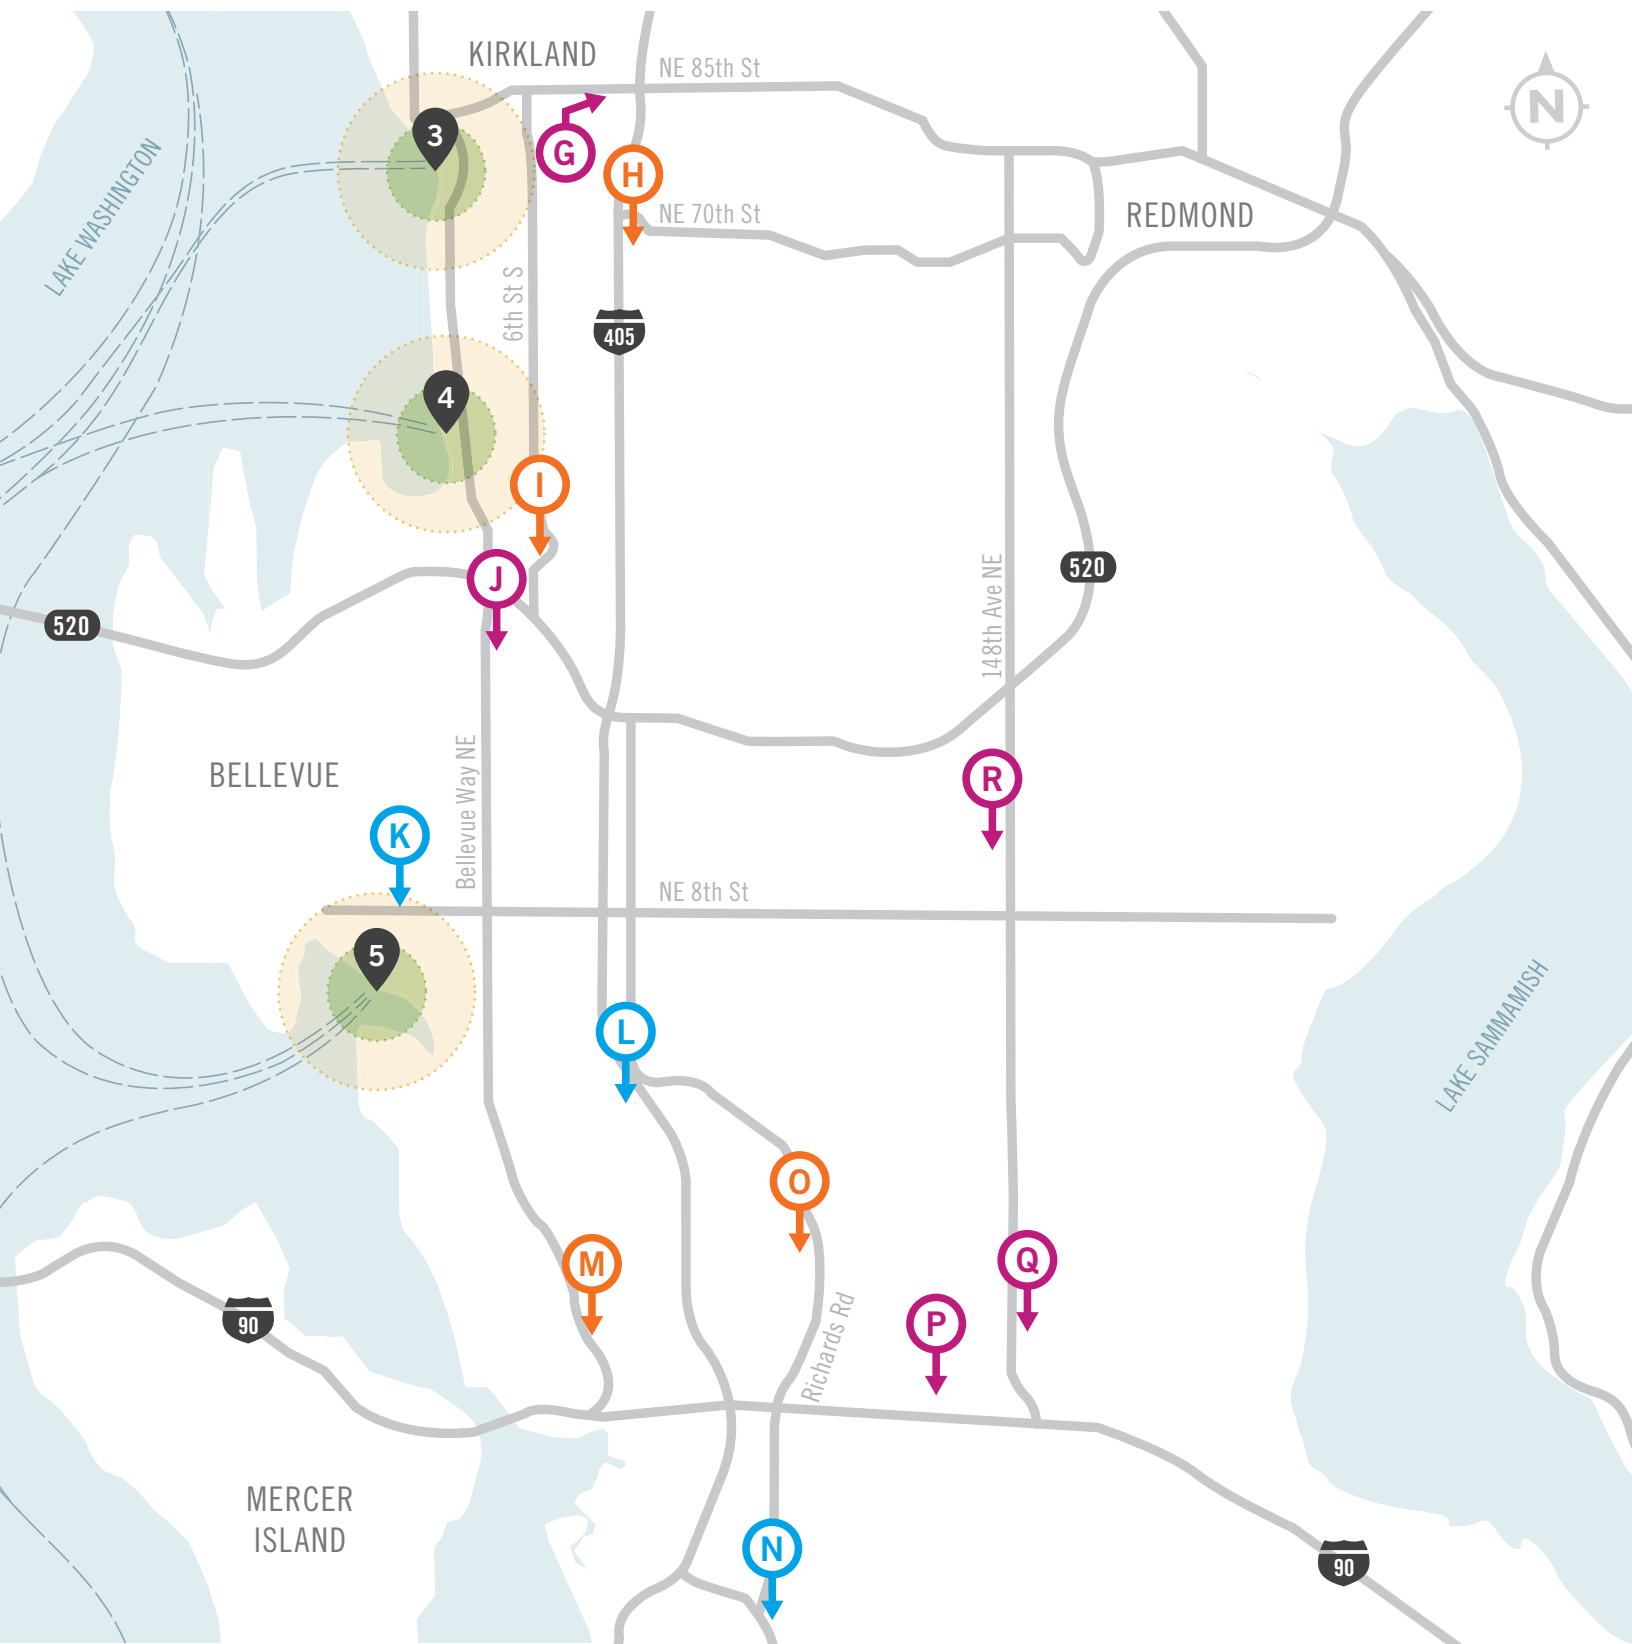 KIRKLAND
NE 85th St
N
3
G
LAKE WASHINGTON
H
NE 70th St
REDMOND
6th St S
405
4
I
J
520
520
148th Ave NE
BELLEVUE
Bellevue Way NE
R
K
NE 8th St
5
L
LAKE SAMMAMISH
O
M
Q
P
90
Richards Rd
MERCER
ISLAND
N
90